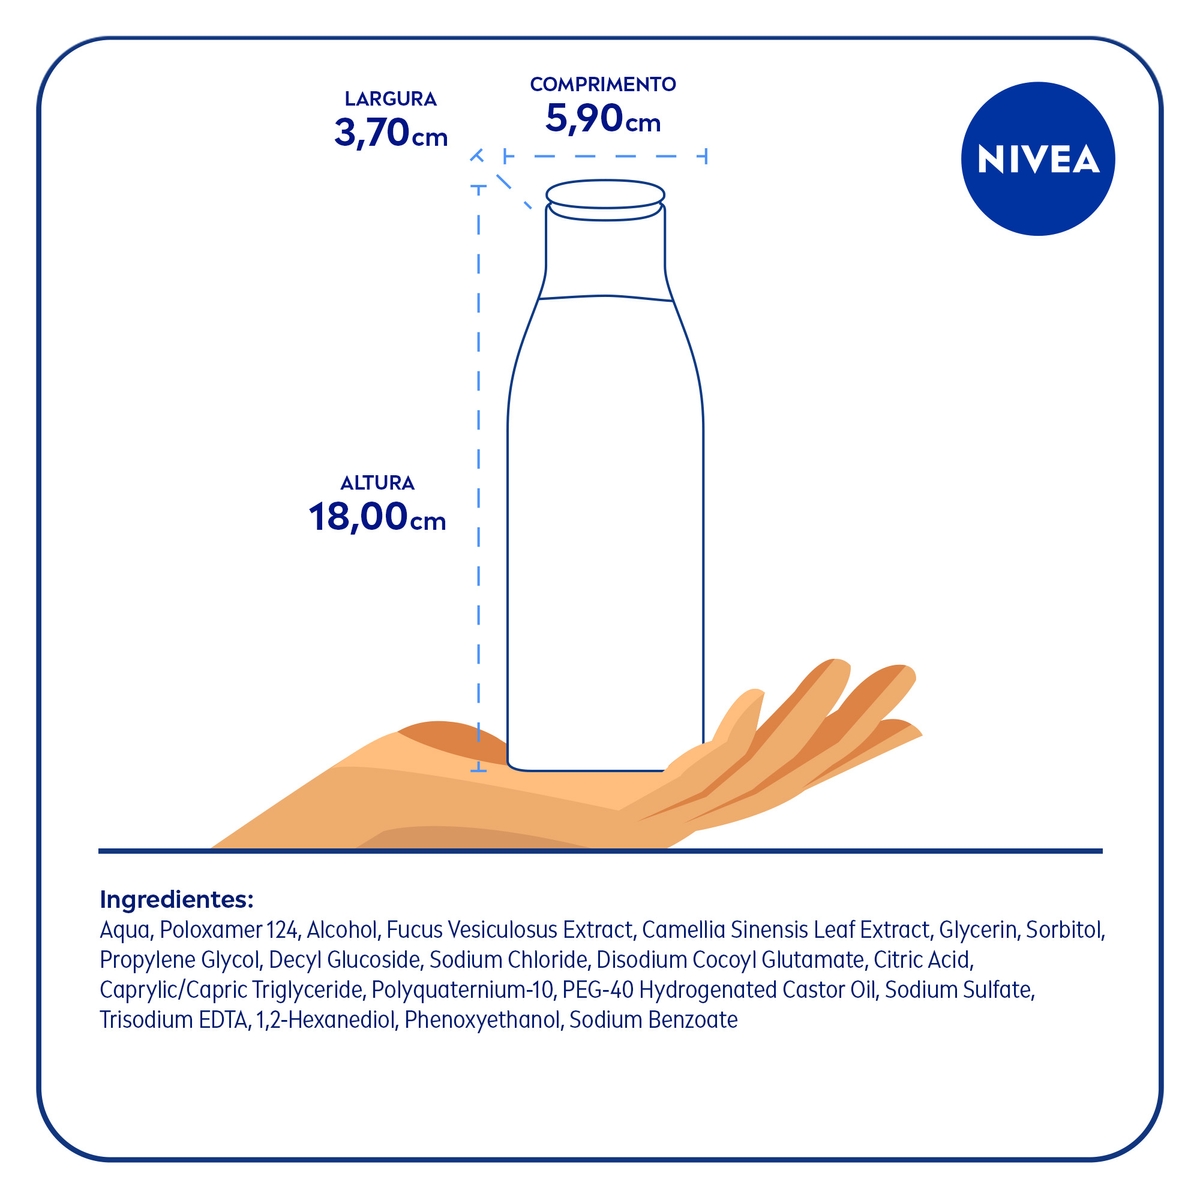 LARGURA
3,70cm
COMPRIMENTO
5,90cm
NIVEA
ALTURA
18,00cm
Ingredientes:
Aqua, Poloxamer 124, Alcohol, Fucus Vesiculosus Extract, Camellia Sinensis Leaf Extract, Glycerin, Sorbitol,
Propylene Glycol, Decyl Glucoside, Sodium Chloride, Disodium Cocoyl Glutamate, Citric Acid,
Caprylic/Capric Triglyceride, Polyquaternium-10, PEG-40 Hydrogenated Castor Oil, Sodium Sulfate,
Trisodium EDTA, 1,2-Hexanediol, Phenoxyethanol, Sodium Benzoate